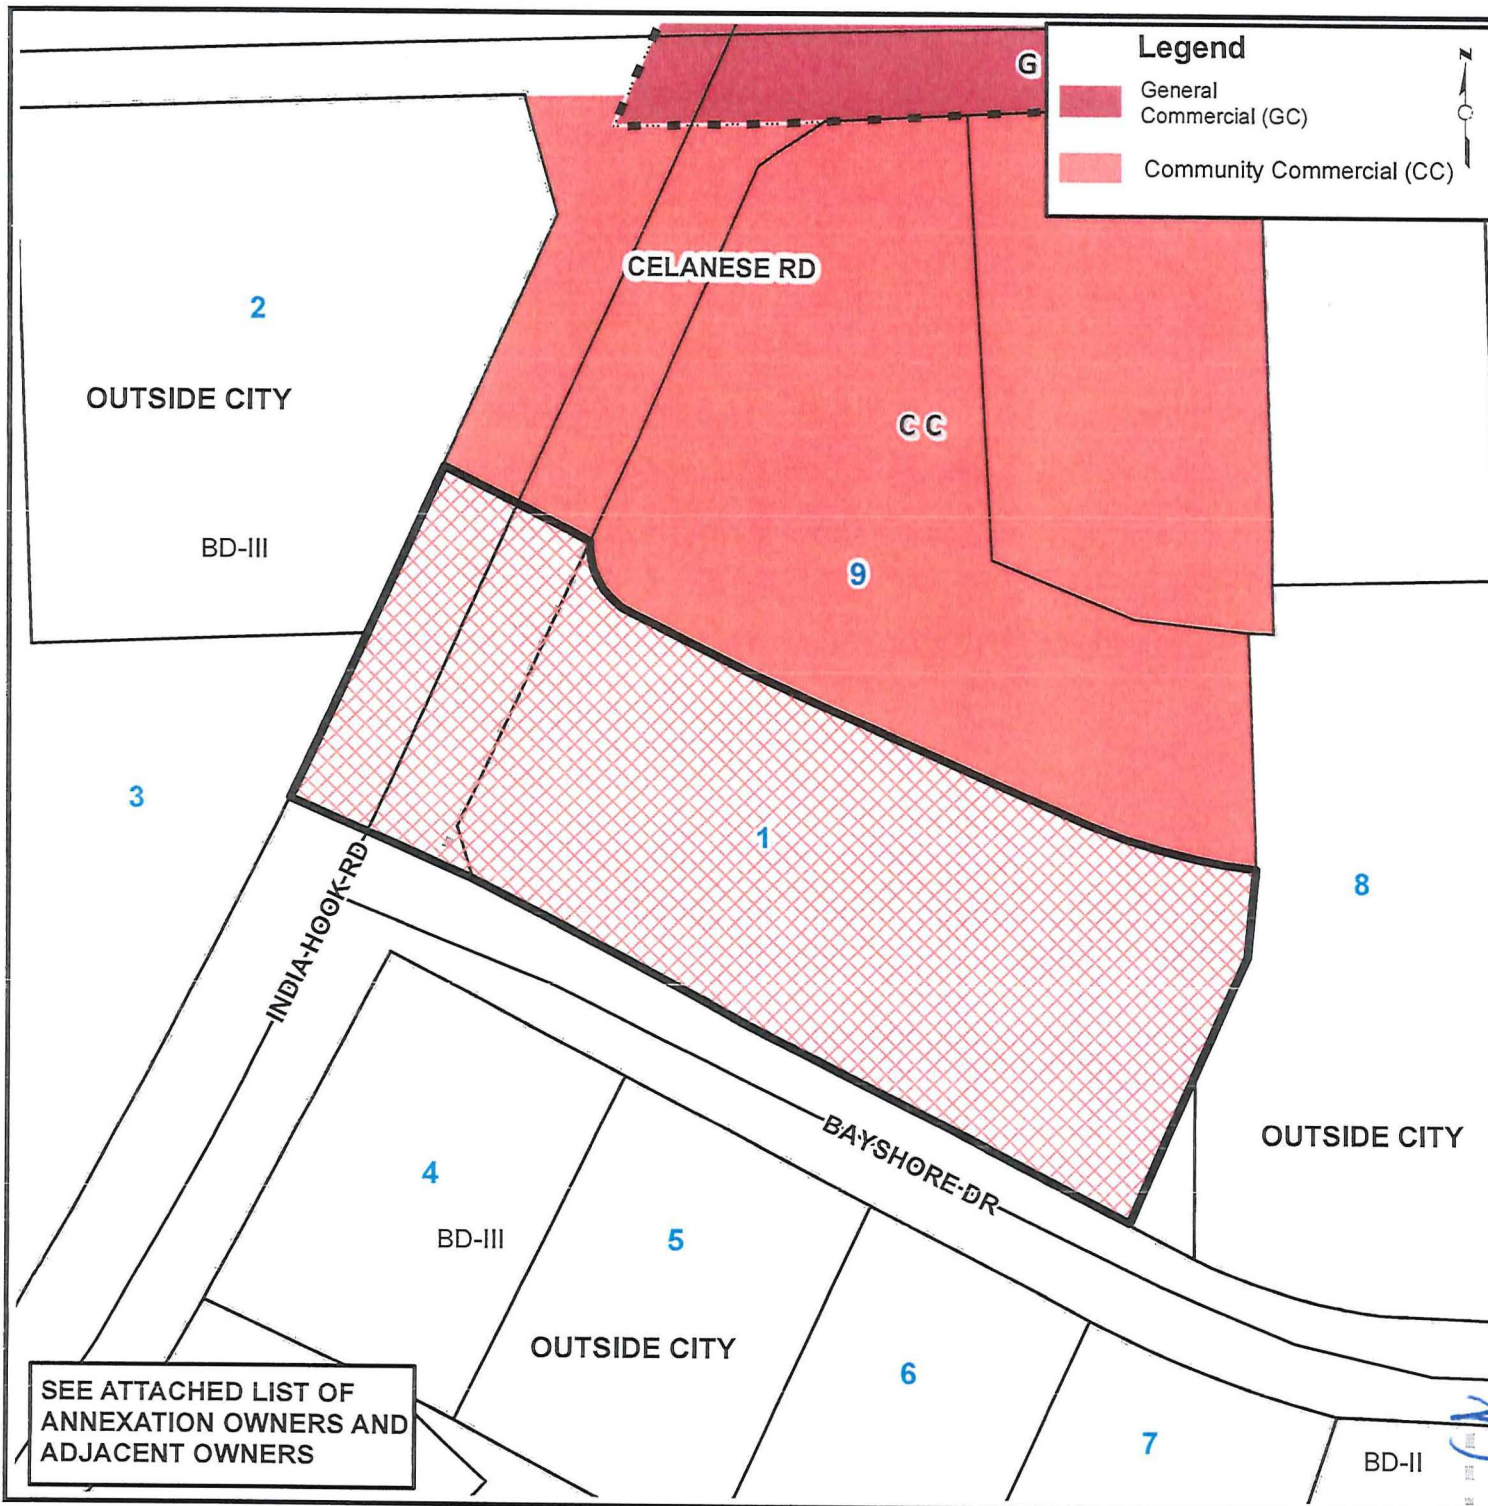 Legend
General
Commercial (GC)
Community Commercial (CC)
N
G
CELANESE RD
2
OUTSIDE CITY
C C
BD-III
9
3
1
8
INDIA-HOOK-RD
BAYSHORE-DR
OUTSIDE CITY
4
BD-III
5
OUTSIDE CITY
6
7
BD-II
SEE ATTACHED LIST OF
ANNEXATION OWNERS AND
ADJACENT OWNERS